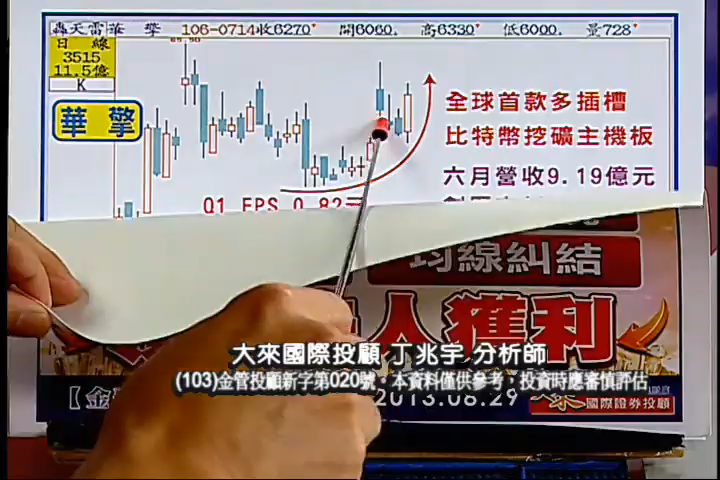 轟天雷華 擎 106-0714收6270 開6060. 高6330 低6000. 量728
日 線
3515
11.5億
K
華 擎
全球首款多插槽
比特幣挖礦主機板
六月營收9.19億元
Q1 EPS 0.82元
均線糾結
人獲利
大來國際投顧 丁兆宇 分析師
(103)金管投顧新字第020號，本資料僅供參考，投資時應審慎評估
2013.08.29
國際證券投顧